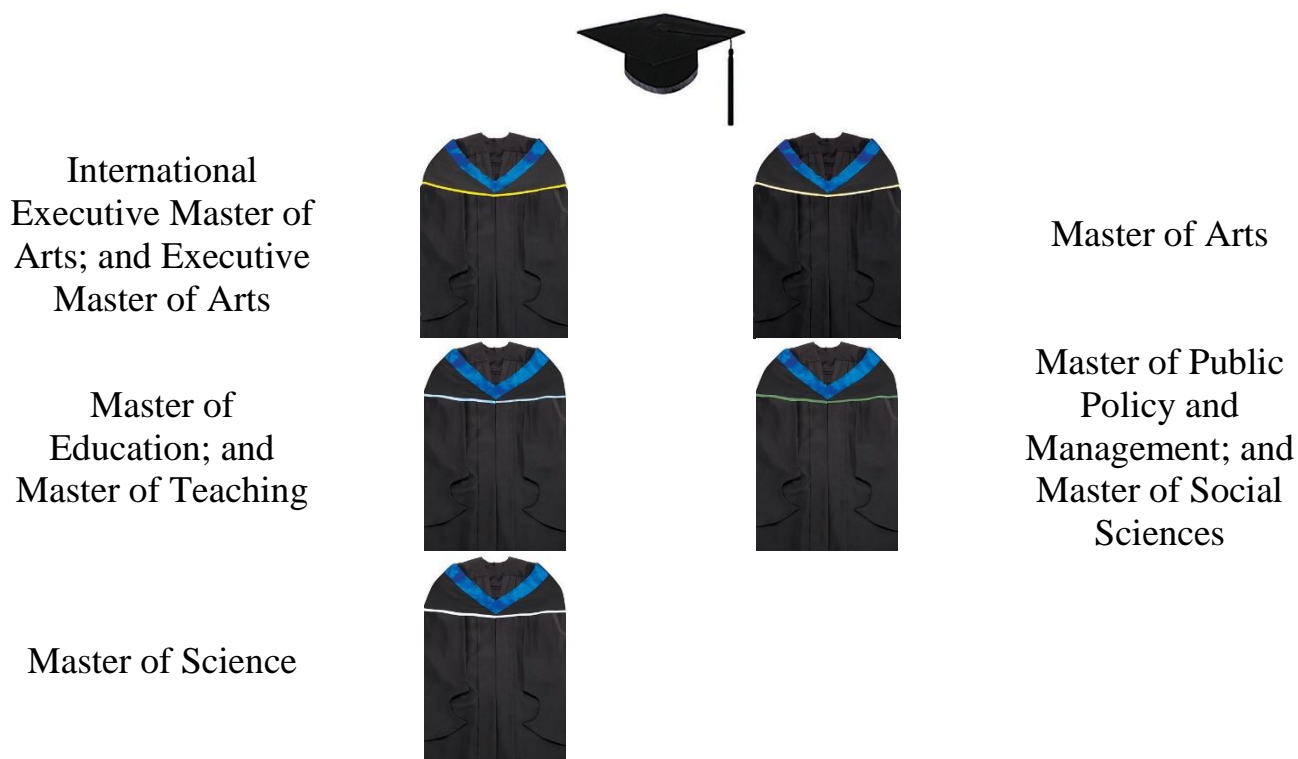 International
Executive Master of
Arts; and Executive
Master of Arts
Master of Arts
Master of
Education; and
Master of Teaching
Master of Public
Policy and
Management; and
Master of Social
Sciences
Master of Science